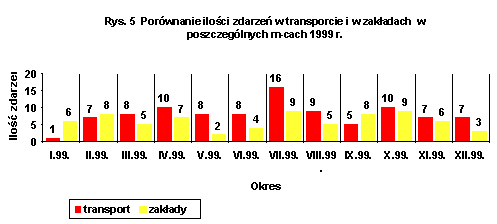 Rys. 5 Porównanie ilości zdarzeń w transporcie i w zakładach w
poszczególnych m-cach 1999 r.
Ilość zdarzeń
20
15
10
5
0
1 6 7 8 8 5 10 7 8 2 8 4 16 9 9 5 5 8 10 9 7 6 7 3
I.99. II.99. III.99. IV.99. V.99. VI.99. VII.99. VIII.99. IX.99. X.99. XI.99. XII.99.
Okres
transport zakłady